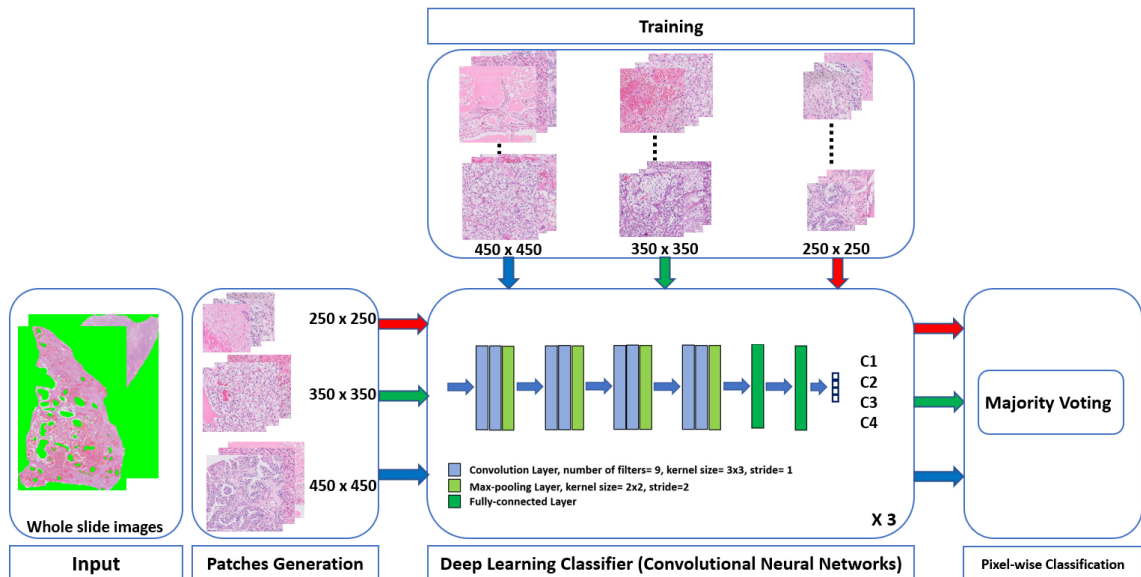 Training
450 x 450
350 x 350
250 x 250
Whole slide images
250 x 250
350 x 350
450 x 450
C1
C2
C3
C4
Convolution Layer, number of filters= 9, kernel size= 3x3, stride= 1
Max-pooling Layer, kernel size= 2x2, stride=2
Fully-connected Layer
X 3
Majority Voting
Input
Patches Generation
Deep Learning Classifier (Convolutional Neural Networks)
Pixel-wise Classification